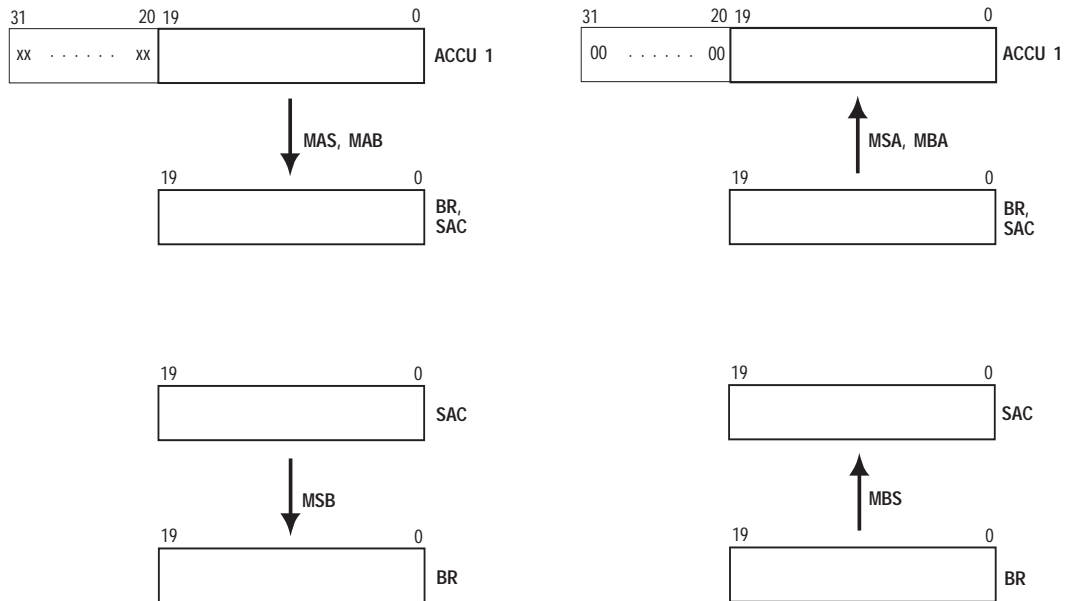 31 20 19 0
xx . . . . . . xx ACCU 1
MAS, MAB
19 0
BR,
SAC
31 20 19 0
00 . . . . . . 00 ACCU 1
MSA, MBA
19 0
BR,
SAC
19 0
SAC
MSB
19 0
BR
19 0
SAC
MBS
19 0
BR